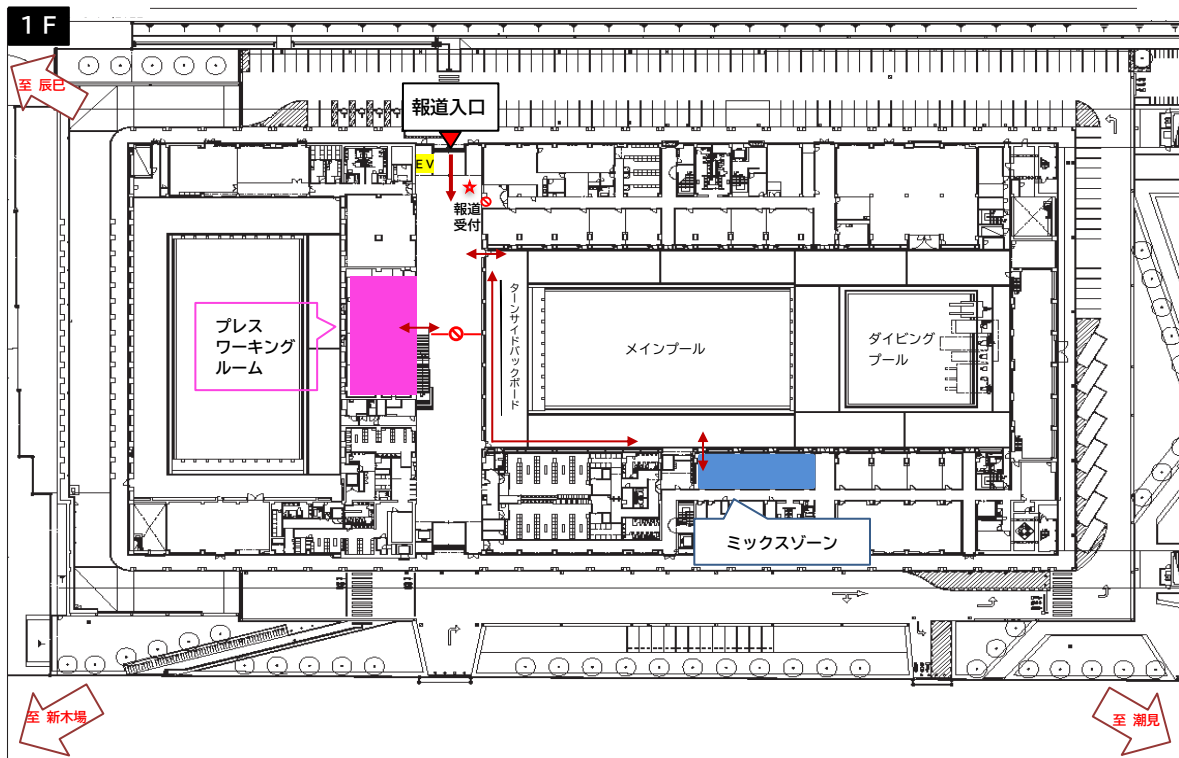 1F
至 辰巳
報道入口
EV
報道
受付
ターンサイドバックボード
プレス
ワーキング
ルーム
メインプール
ダイビング
プール
ミックスゾーン
至 新木場
至 潮見